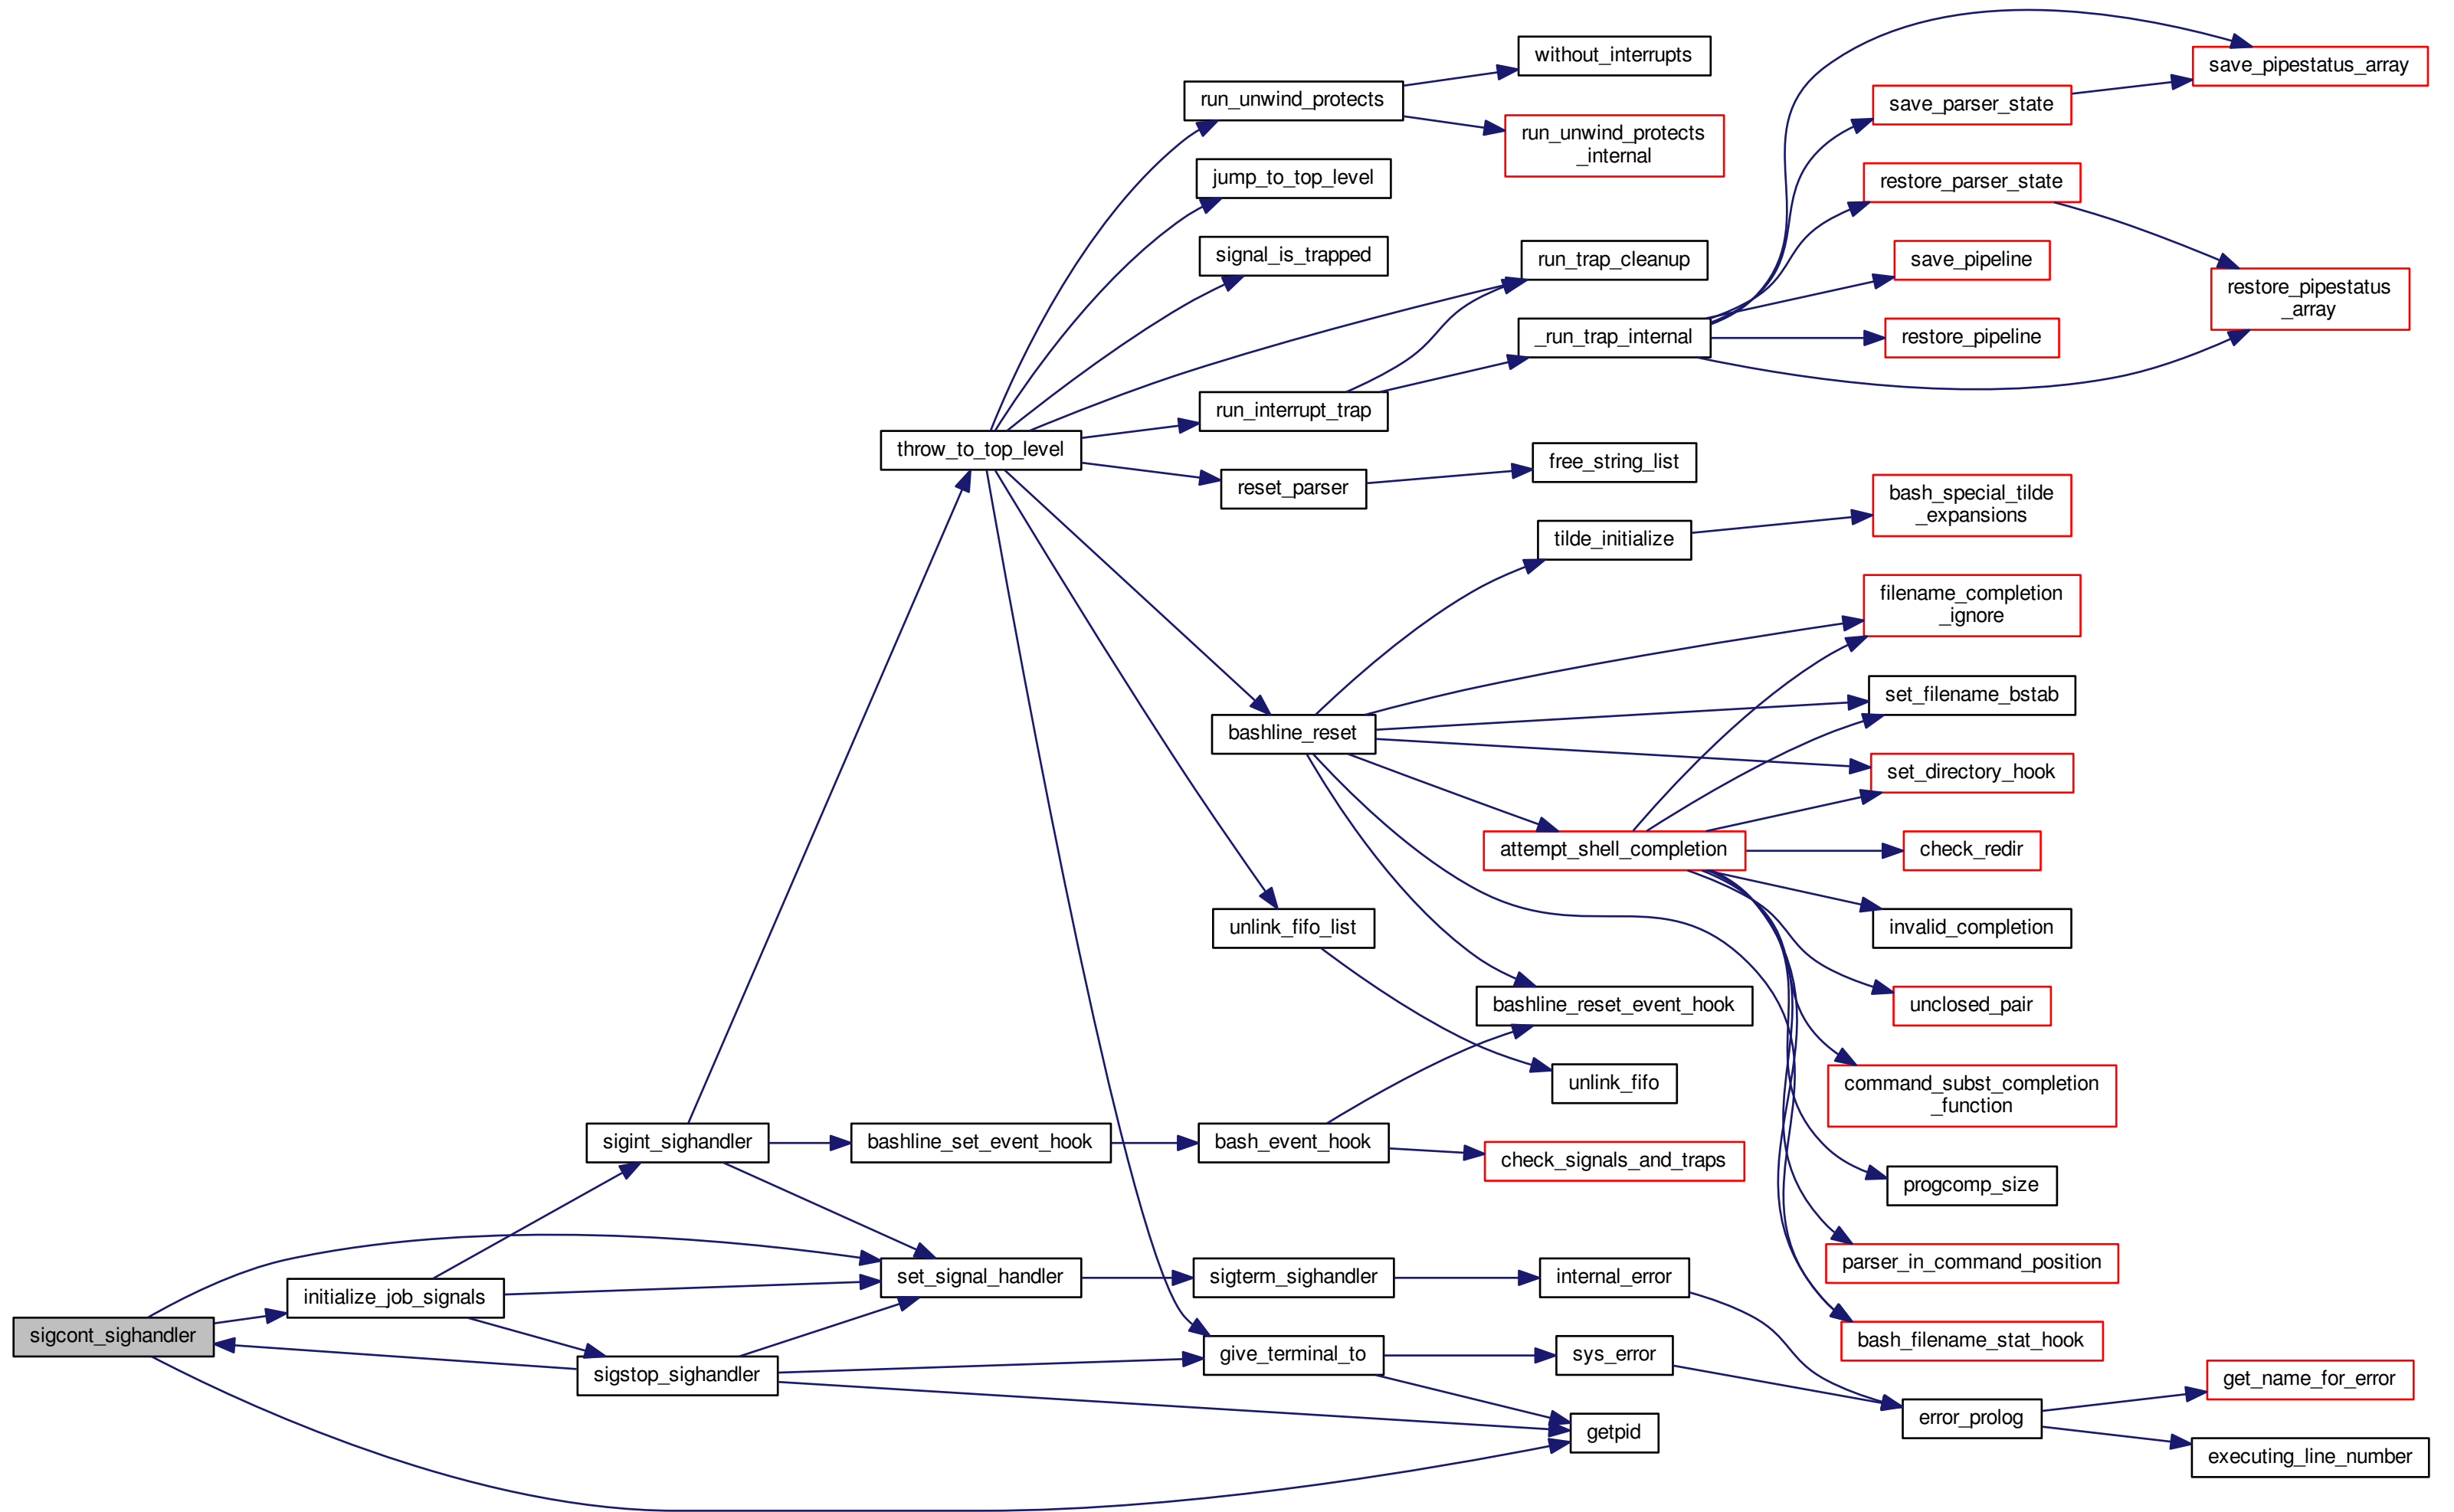 without_interrupts
save_pipestatus_array
run_unwind_protects
save_parser_state
run_unwind_protects
_internal
jump_to_top_level
restore_parser_state
signal_is_trapped
run_trap_cleanup
save_pipeline
restore_pipestatus
_array
_run_trap_internal
restore_pipeline
run_interrupt_trap
throw_to_top_level
free_string_list
reset_parser
bash_special_tilde
_expansions
tilde_initialize
filename_completion
_ignore
set_filename_bstab
bashline_reset
set_directory_hook
attempt_shell_completion
check_redir
unlink_fifo_list
invalid_completion
bashline_reset_event_hook
unclosed_pair
unlink_fifo
command_subst_completion
_function
sigint_sighandler
bashline_set_event_hook
bash_event_hook
check_signals_and_traps
progcomp_size
parser_in_command_position
set_signal_handler
sigterm_sighandler
internal_error
initialize_job_signals
sigcont_sighandler
bash_filename_stat_hook
give_terminal_to
sys_error
sigstop_sighandler
get_name_for_error
error_prolog
getpid
executing_line_number